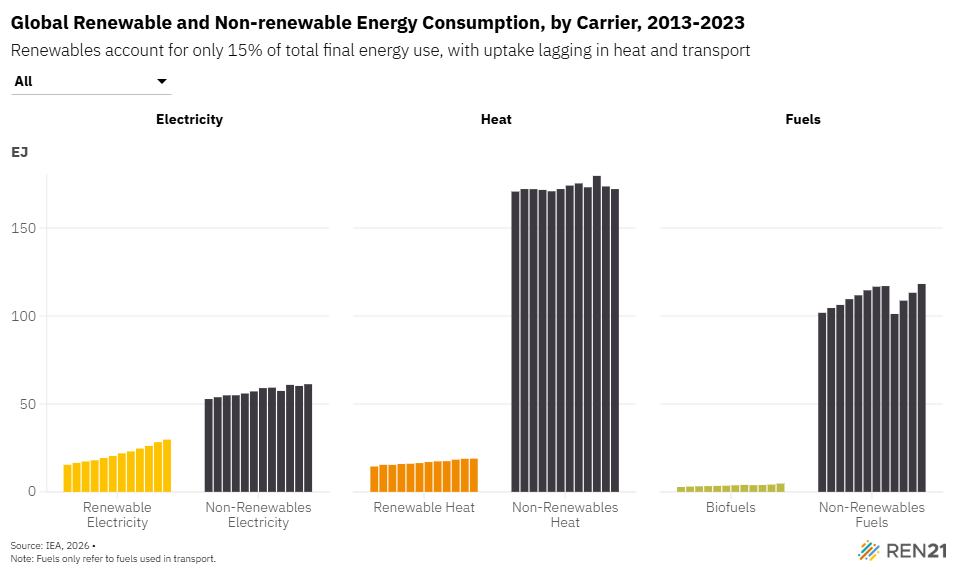 Global Renewable and Non-renewable Energy Consumption, by Carrier, 2013-2023
Renewables account for only 15% of total final energy use, with uptake lagging in heat and transport
All
Electricity
Heat
Fuels
EJ
150
100
50
0
Renewable
Electricity
Non-Renewables
Electricity
Renewable Heat
Non-Renewables
Heat
Biofuels
Non-Renewables
Fuels
Source: IEA, 2026 •
Note: Fuels only refer to fuels used in transport.
REN21